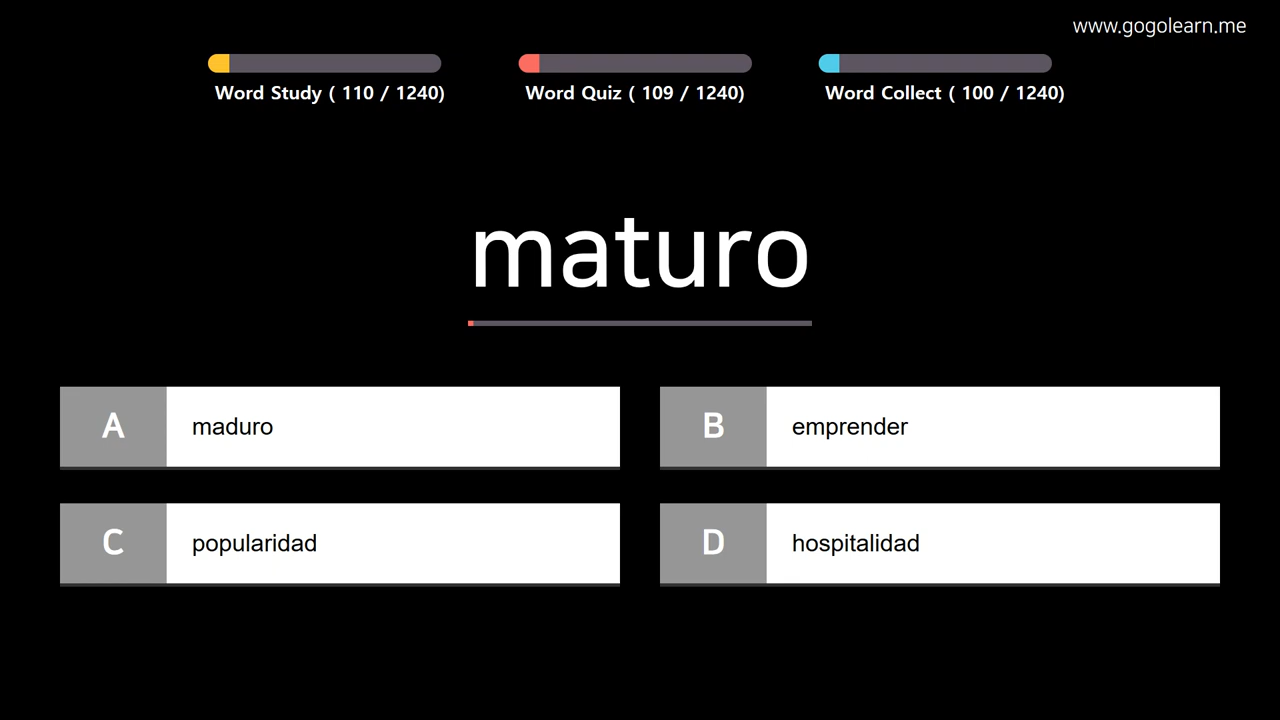 www.gogolearn.me
Word Study ( 110 / 1240)
Word Quiz ( 109 / 1240)
Word Collect ( 100 / 1240)
maturo
A
maduro
B
emprender
C
popularidad
D
hospitalidad